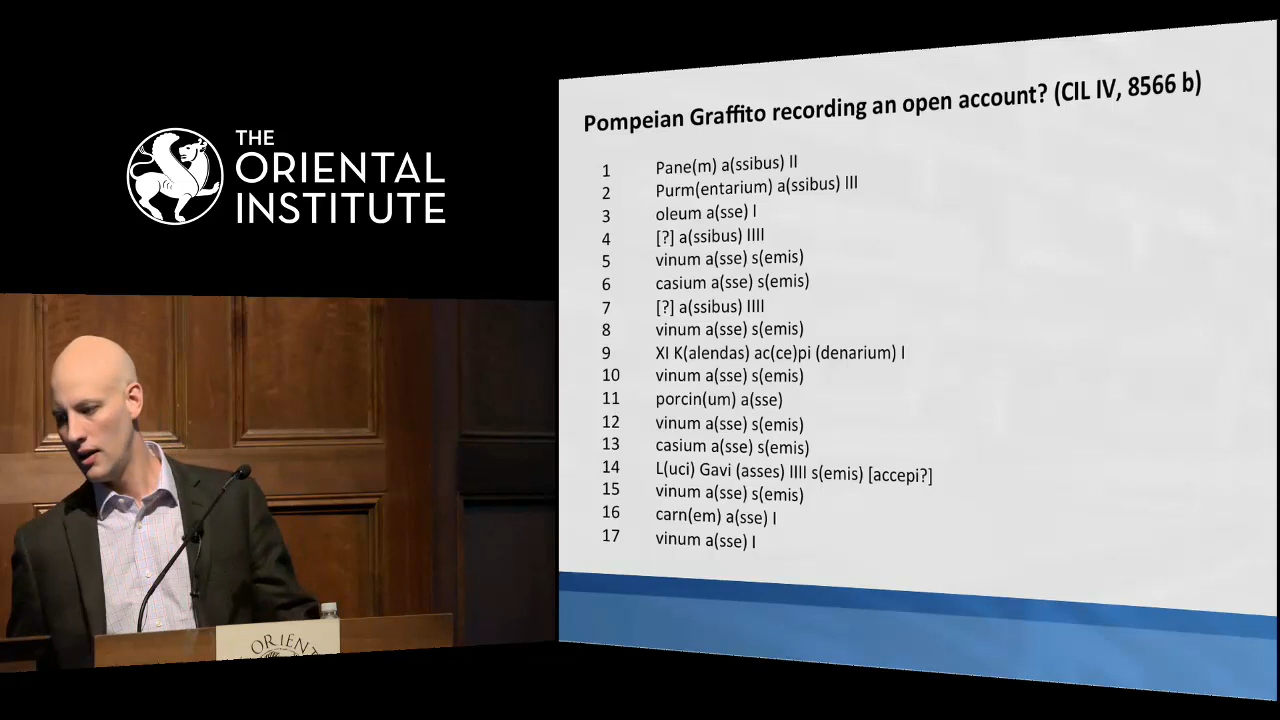 THE
ORIENTAL
INSTITUTE
Pompeian Graffito recording an open account? (CIL IV, 8566 b)
1 Pane(m) a(ssibus) II
2 Purm(entarium) a(ssibus) III
3 oleum a(sse) I
4 [?] a(ssibus) IIII
5 vinum a(sse) s(emis)
6 casium a(sse) s(emis)
7 [?] a(ssibus) IIII
8 vinum a(sse) s(emis)
9 XI K(alendas) ac(ce)pi (denarium) I
10 vinum a(sse) s(emis)
11 porcin(um) a(sse)
12 vinum a(sse) s(emis)
13 casium a(sse) s(emis)
14 L(uci) Gavi (asses) IIII s(emis) [accepi?]
15 vinum a(sse) s(emis)
16 carn(em) a(sse) I
17 vinum a(sse) I